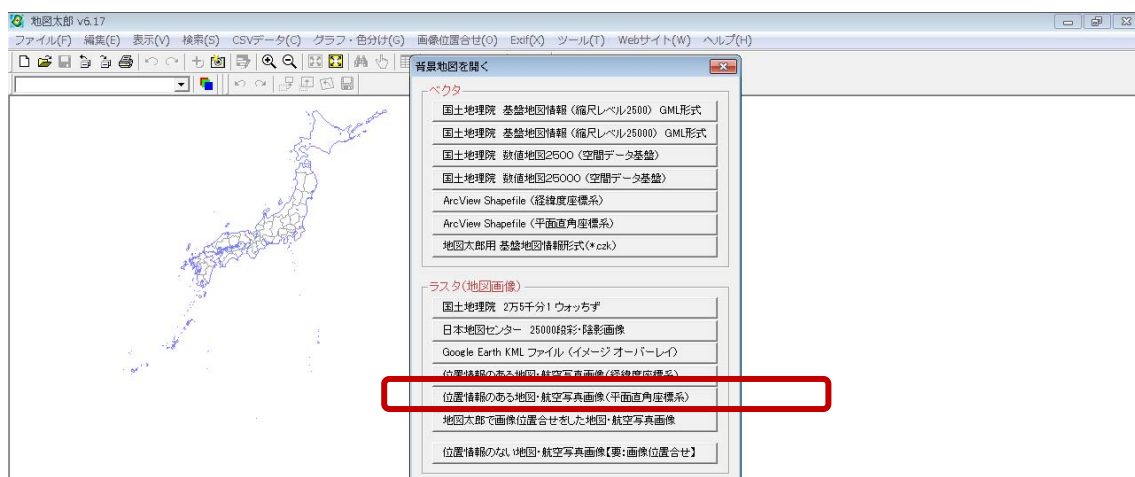 地図太郎 v6.17
ファイル(F) 編集(E) 表示(V) 検索(S) CSVデータ(C) グラフ・色分け(G) 画像位置合せ(O) Exif(X) ツール(T) Webサイト(W) ヘルプ(H)
背景地図を開く
ベクタ
国土地理院 基盤地図情報 (縮尺レベル2500) GML形式
国土地理院 基盤地図情報 (縮尺レベル25000) GML形式
国土地理院 数値地図2500 (空間データ基盤)
国土地理院 数値地図25000 (空間データ基盤)
ArcView Shapefile (経緯度座標系)
ArcView Shapefile (平面直角座標系)
地図太郎用 基盤地図情報形式(*.czk)
ラスタ(地図画像)
国土地理院 2万5千分1 ウォッちず
日本地図センター 25000段彩・陰影画像
Google Earth KML ファイル (イメージ オーバーレイ)
位置情報のある地図・航空写真画像(経緯度座標系)
位置情報のある地図・航空写真画像(平面直角座標系)
地図太郎で画像位置合せをした地図・航空写真画像
位置情報のない地図・航空写真画像【要:画像位置合せ】